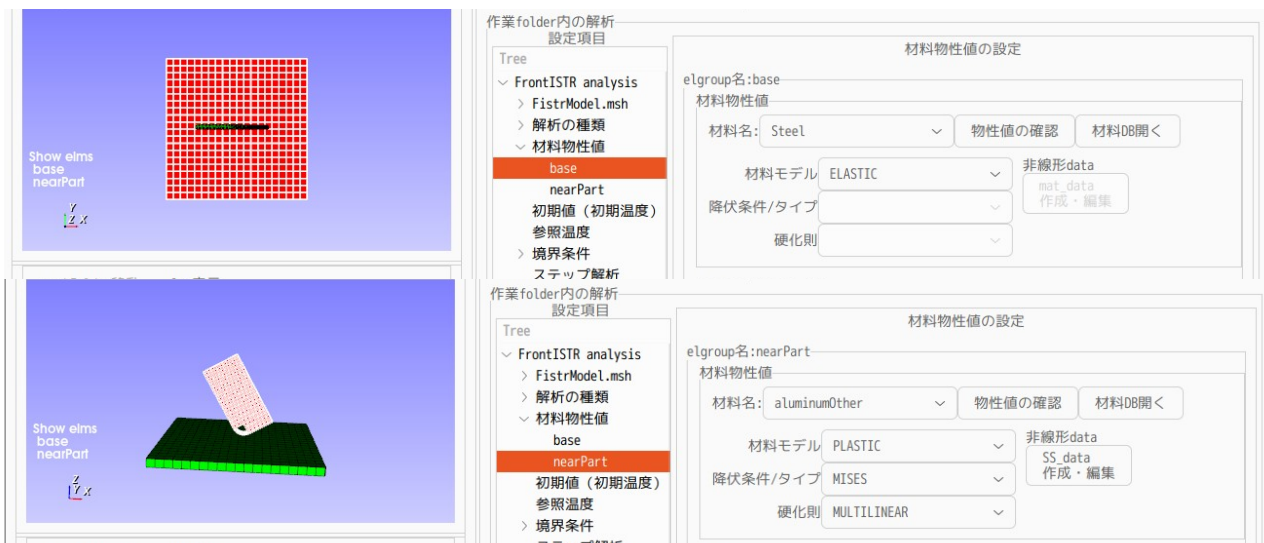 Show elms
base
nearPart
Y
Z X
作業folder内の解析
設定項目
Tree
FrontISTR analysis
FistrModel.msh
解析の種類
材料物性値
base
nearPart
初期値（初期温度）
参照温度
境界条件
ステップ解析
材料物性値の設定
elgroup名:base
材料物性値
材料名: Steel 物性値の確認 材料DB開く
材料モデル ELASTIC
降伏条件/タイプ
硬化則
非線形data
mat_data
作成・編集
Show elms
base
nearPart
Z
Y X
作業folder内の解析
設定項目
Tree
FrontISTR analysis
FistrModel.msh
解析の種類
材料物性値
base
nearPart
初期値（初期温度）
参照温度
境界条件
材料物性値の設定
elgroup名:nearPart
材料物性値
材料名: aluminumOther 物性値の確認 材料DB開く
材料モデル PLASTIC
降伏条件/タイプ MISES
硬化則 MULTILINEAR
非線形data
SS_data
作成・編集